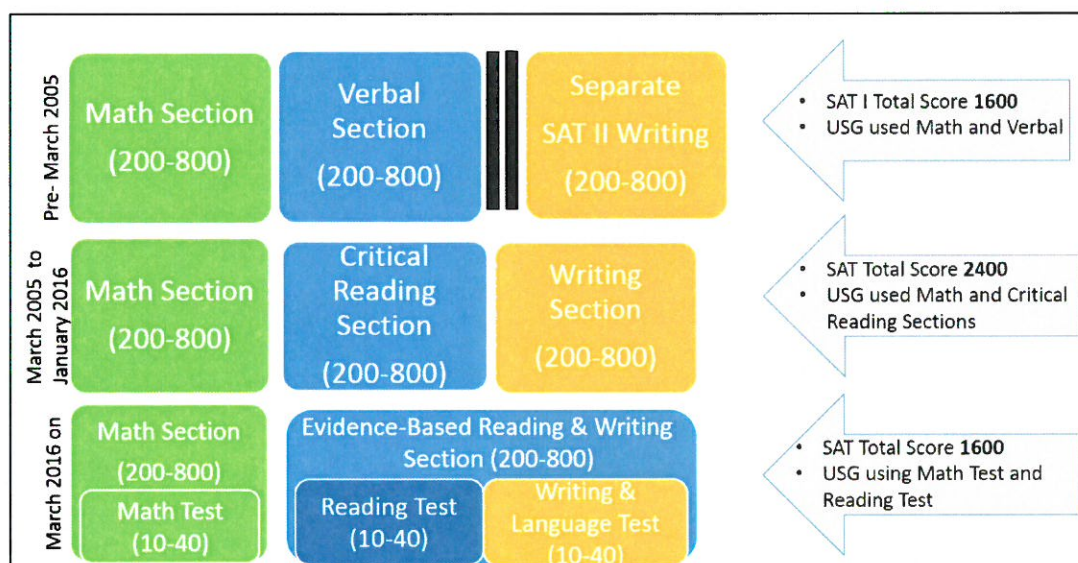 Pre- March 2005
Math Section
(200-800)
Verbal
Section
(200-800)
Separate
SAT II Writing
(200-800)
• SAT I Total Score 1600
• USG used Math and Verbal
March 2005 to
January 2016
Math Section
(200-800)
Critical
Reading
Section
(200-800)
Writing
Section
(200-800)
• SAT Total Score 2400
• USG used Math and Critical
Reading Sections
March 2016 on
Math Section
(200-800)
Math Test
(10-40)
Evidence-Based Reading & Writing
Section (200-800)
Reading Test
(10-40)
Writing &
Language Test
(10-40)
• SAT Total Score 1600
• USG using Math Test and
Reading Test